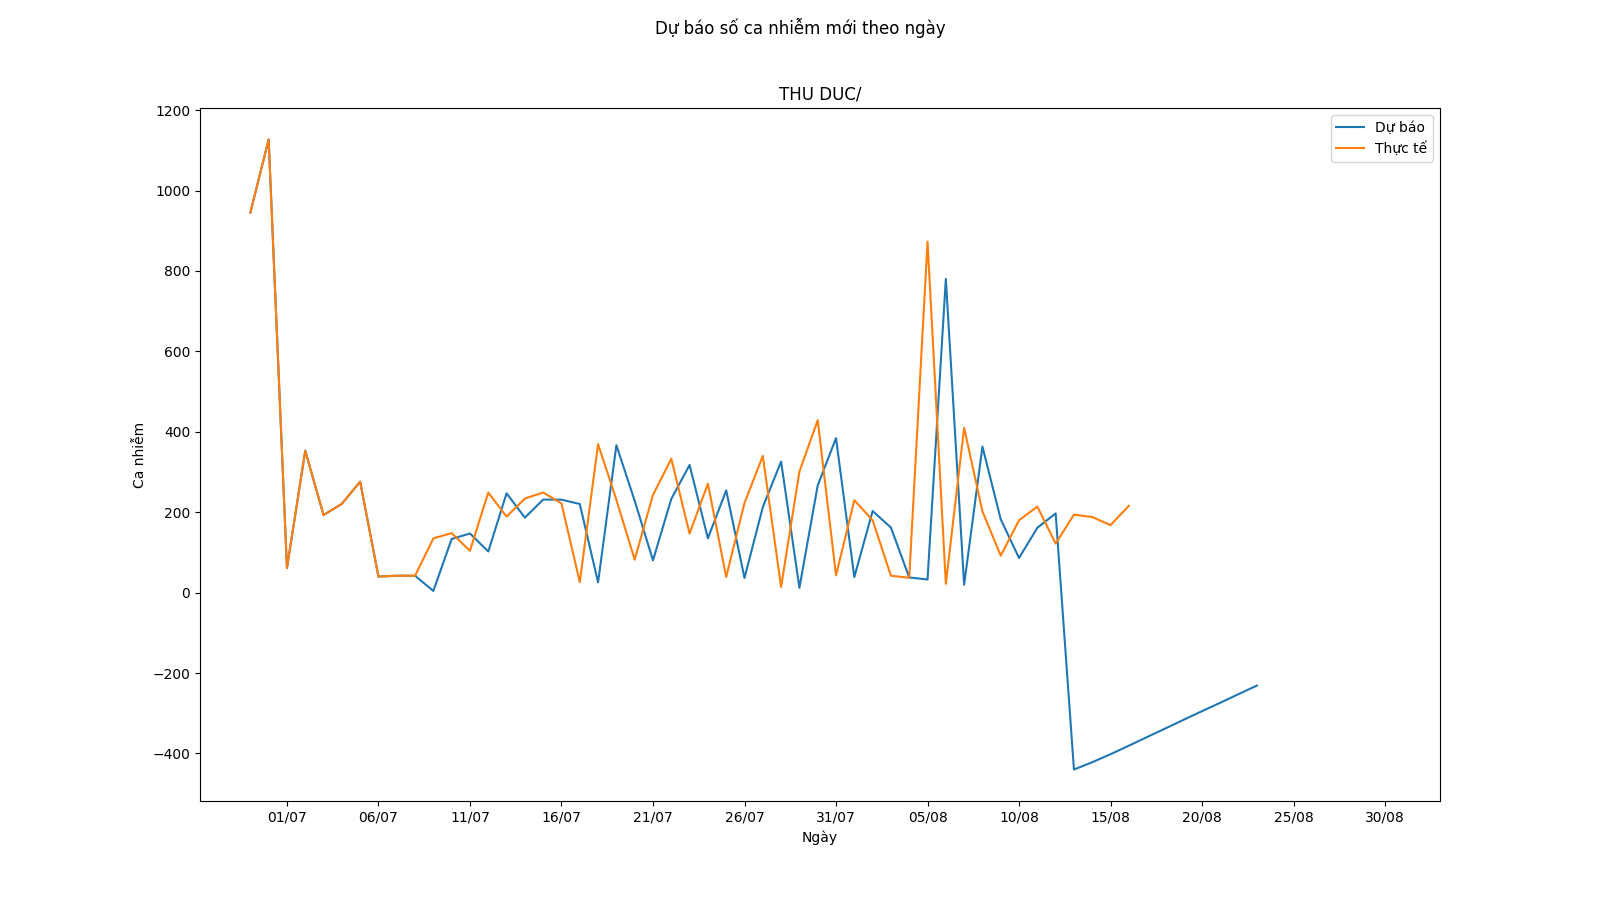 Dự báo số ca nhiễm mới theo ngày
THU DUC/
1200
1000
800
600
400
200
0
−200
−400
Ca nhiễm
Dự báo
Thực tế
01/07 06/07 11/07 16/07 21/07 26/07 31/07 05/08 10/08 15/08 20/08 25/08 30/08
Ngày